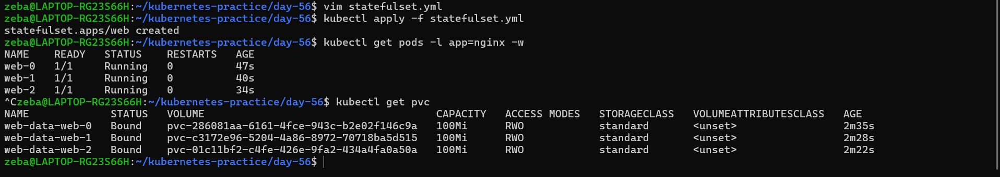 zeba@LAPTOP-RG23S66H:~/kubernetes-practice/day-56$ vim statefulset.yml
zeba@LAPTOP-RG23S66H:~/kubernetes-practice/day-56$ kubectl apply -f statefulset.yml
statefulset.apps/web created
zeba@LAPTOP-RG23S66H:~/kubernetes-practice/day-56$ kubectl get pods -l app=nginx -w
NAME    READY   STATUS    RESTARTS   AGE
web-0   1/1     Running   0          47s
web-1   1/1     Running   0          40s
web-2   1/1     Running   0          34s
^Czeba@LAPTOP-RG23S66H:~/kubernetes-practice/day-56$ kubectl get pvc
NAME             STATUS   VOLUME                                     CAPACITY   ACCESS MODES   STORAGECLASS   VOLUMEATTRIBUTESCLASS   AGE
web-data-web-0   Bound    pvc-286081aa-6161-4fce-943c-b2e02f146c9a   100Mi      RWO            standard       <unset>                 2m35s
web-data-web-1   Bound    pvc-c3172e96-5204-4a86-8972-70718ba5d515   100Mi      RWO            standard       <unset>                 2m28s
web-data-web-2   Bound    pvc-01c11bf2-c4fe-426e-9fa2-434a4fa0a50a   100Mi      RWO            standard       <unset>                 2m22s
zeba@LAPTOP-RG23S66H:~/kubernetes-practice/day-56$